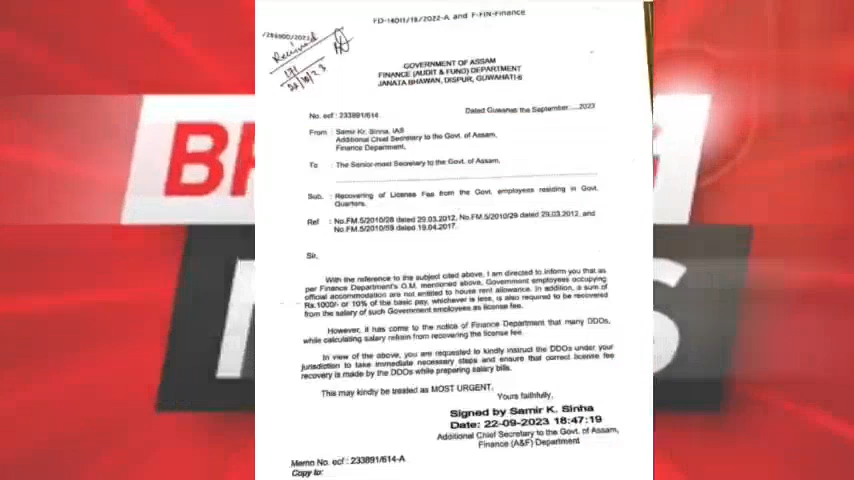 FD-14011/18/2022-A and F-FIN-Finance
Received
GOVERNMENT OF ASSAM
FINANCE (AUDIT & FUND) DEPARTMENT
JANATA BHAWAN, DISPUR, GUWAHATI-6
No. ecf : 233891/614
Dated Guwahati the September.....2023
From : Samir Kr. Sinha, IAS
Additional Chief Secretary to the Govt. of Assam,
Finance Department,
To : The Senior-most Secretary to the Govt. of Assam,
Sub. : Recovering of License Fee from the Govt. employees residing in Govt.
Quarters.
Ref : No.FM.5/2010/28 dated 29.03.2012, No.FM.5/2010/29 dated 29.03.2012, and
No.FM.5/2010/59 dated 19.04.2017.
Sir,
With the reference to the subject cited above, I am directed to inform you that as
per Finance Department's O.M. mentioned above, Government employees occupying
official accommodation are not entitled to house rent allowance. In addition, a sum of
Rs.1000/- or 10% of the basic pay, whichever is less, is also required to be recovered
from the salary of such Government employees as license fee.
However, it has come to the notice of Finance Department that many DDOs,
while calculating salary refrain from recovering the license fee.
In view of the above, you are requested to kindly instruct the DDOs under your
jurisdiction to take immediate necessary steps and ensure that correct license fee
recovery is made by the DDOs while preparing salary bills.
This may kindly be treated as MOST URGENT.
Yours faithfully,
Signed by Samir K. Sinha
Date: 22-09-2023 18:47:19
Additional Chief Secretary to the Govt. of Assam,
Finance (A&F) Department
Memo No. ecf : 233891/614-A
Copy to: